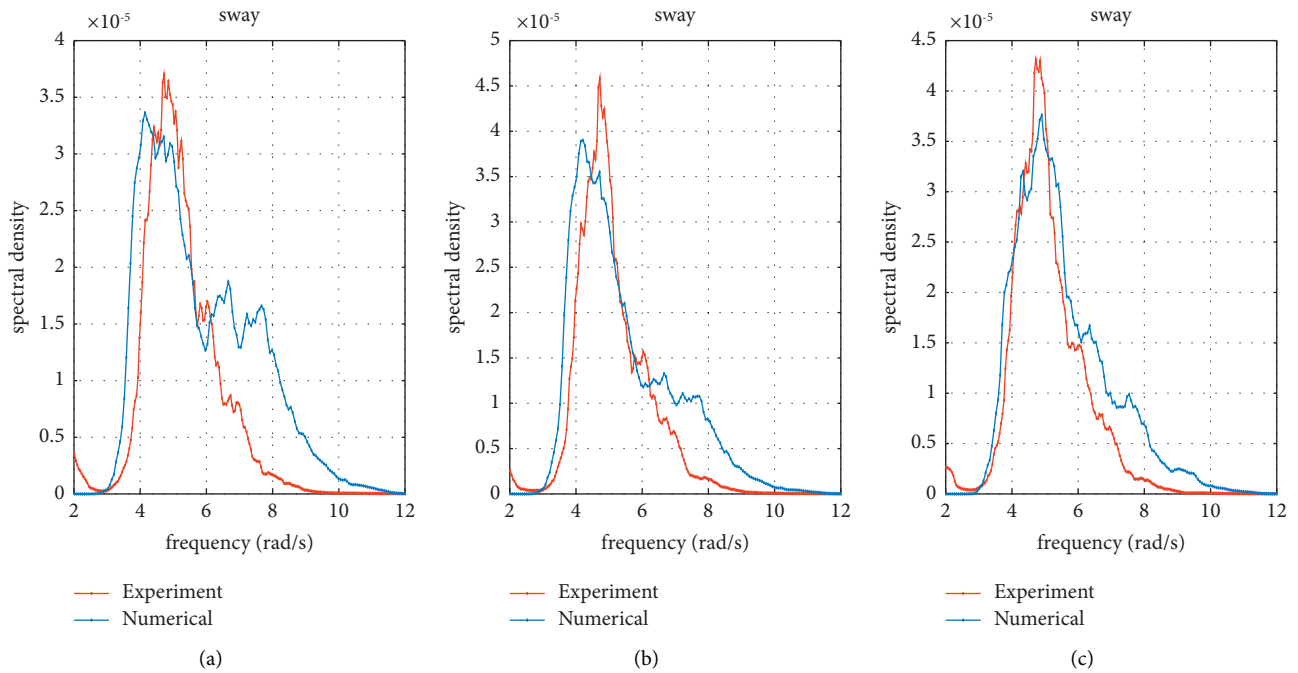 ×10⁻⁵
sway
4
3.5
3
2.5
2
1.5
1
0.5
0
spectral density
2 4 6 8 10 12
frequency (rad/s)
Experiment
Numerical
(a)
×10⁻⁵
sway
5
4.5
4
3.5
3
2.5
2
1.5
1
0.5
0
spectral density
2 4 6 8 10 12
frequency (rad/s)
Experiment
Numerical
(b)
×10⁻⁵
sway
4.5
4
3.5
3
2.5
2
1.5
1
0.5
0
spectral density
2 4 6 8 10 12
frequency (rad/s)
Experiment
Numerical
(c)